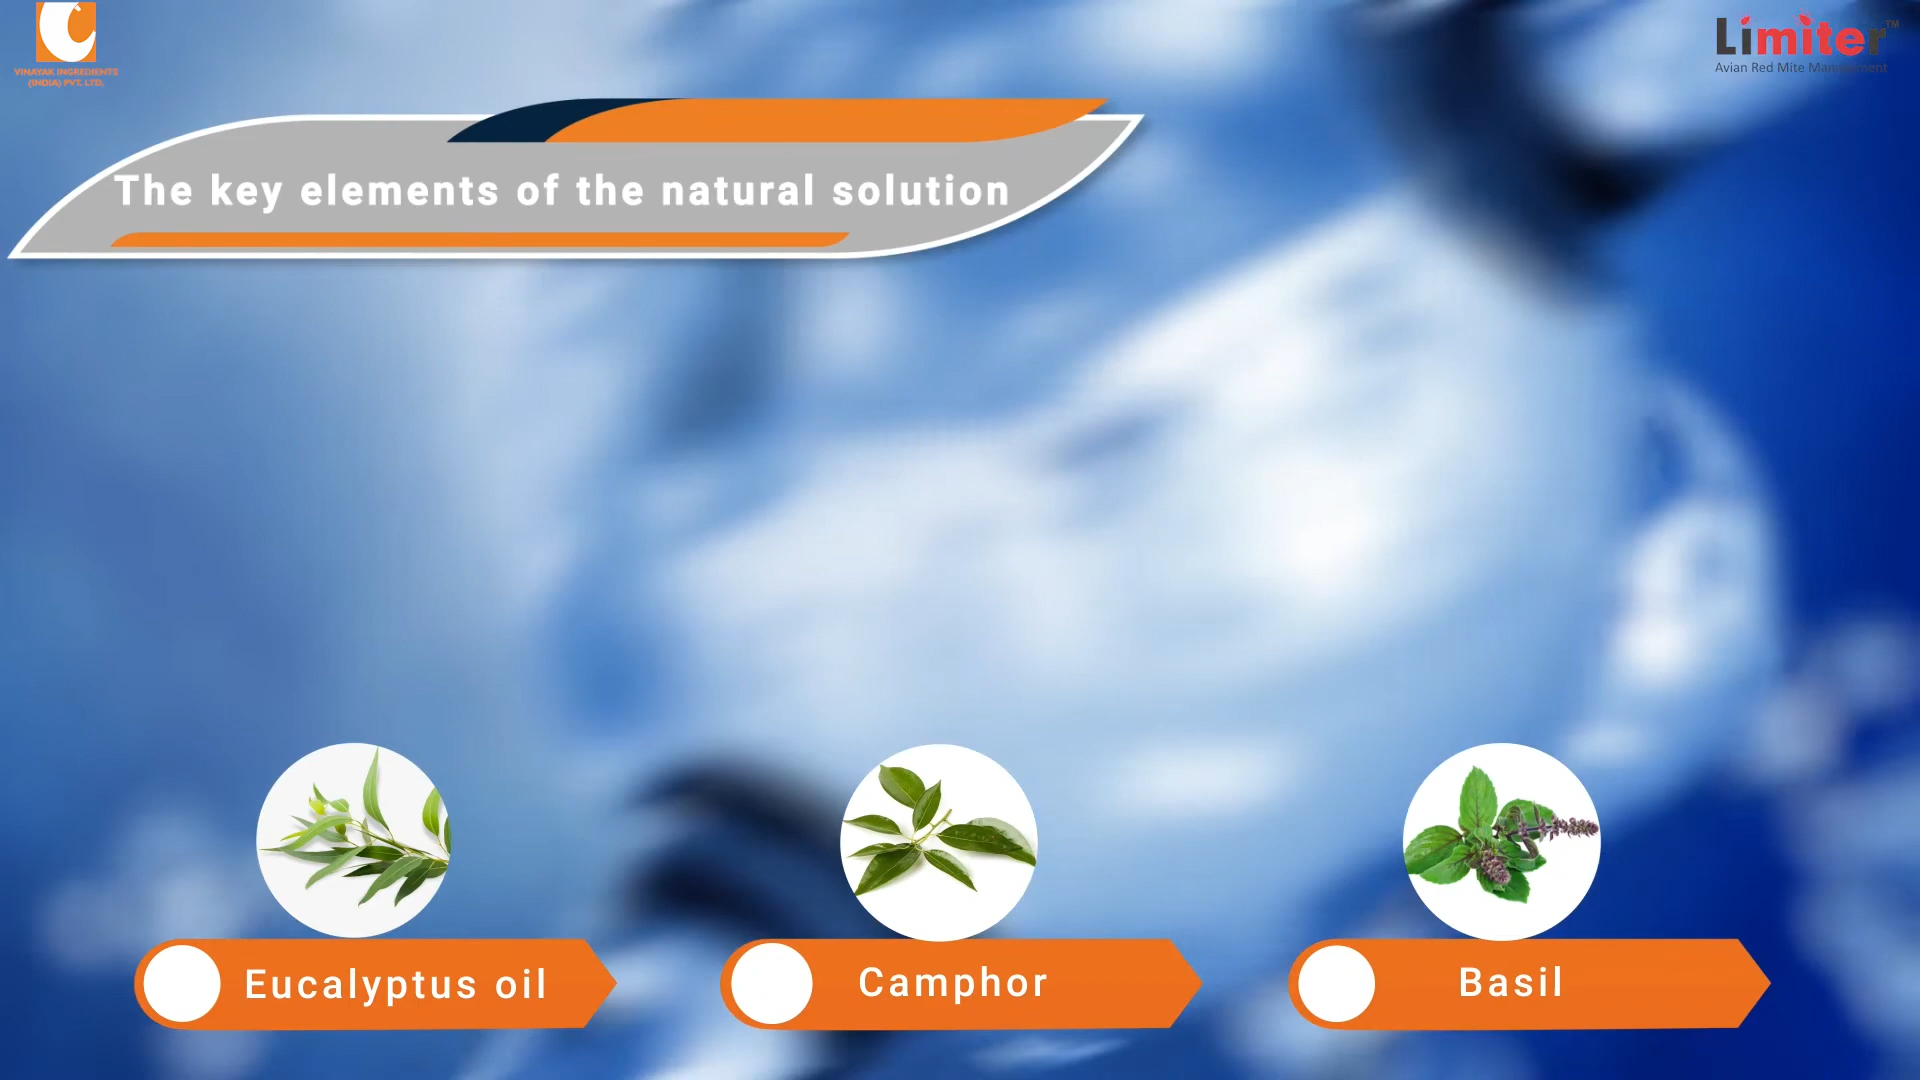 VINAYAK INGREDIENTS
(INDIA) PVT. LTD.
Limiter™
Avian Red Mite Management
The key elements of the natural solution
Eucalyptus oil
Camphor
Basil